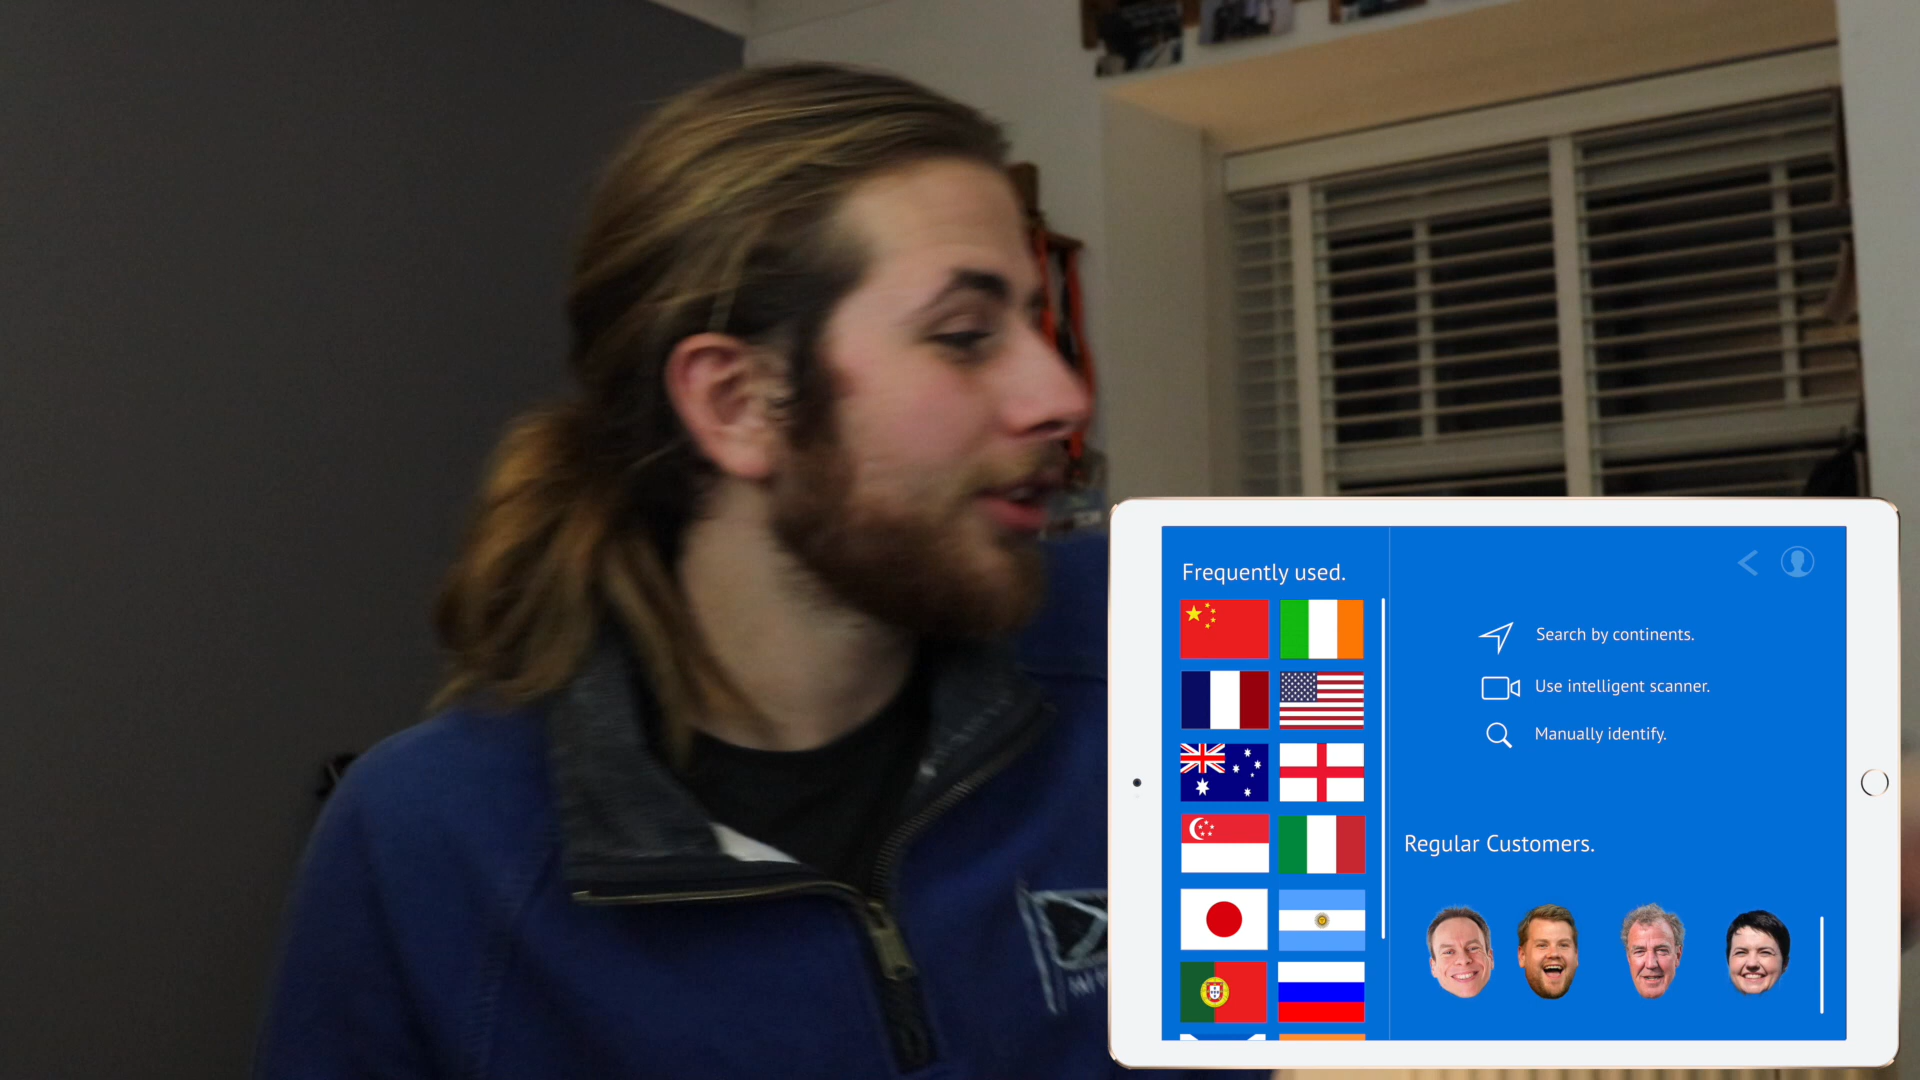 Frequently used.
Search by continents.
Use intelligent scanner.
Manually identify.
Regular Customers.